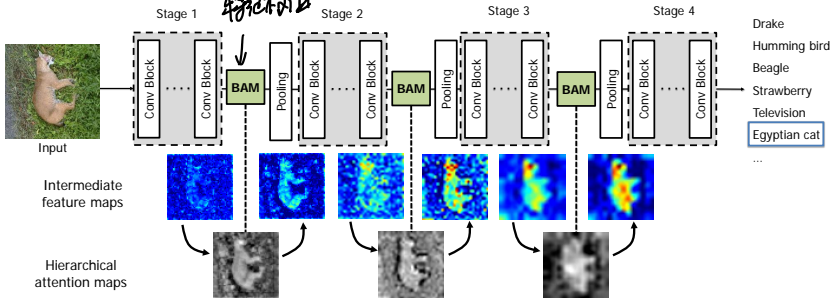 Stage 1
Stage 2
Stage 3
Stage 4
Conv Block
....
Conv Block
BAM
Pooling
Conv Block
....
Conv Block
BAM
Pooling
Conv Block
....
Conv Block
BAM
Pooling
Conv Block
....
Conv Block
Drake
Humming bird
Beagle
Strawberry
Television
Egyptian cat
...
Input
Intermediate
feature maps
Hierarchical
attention maps